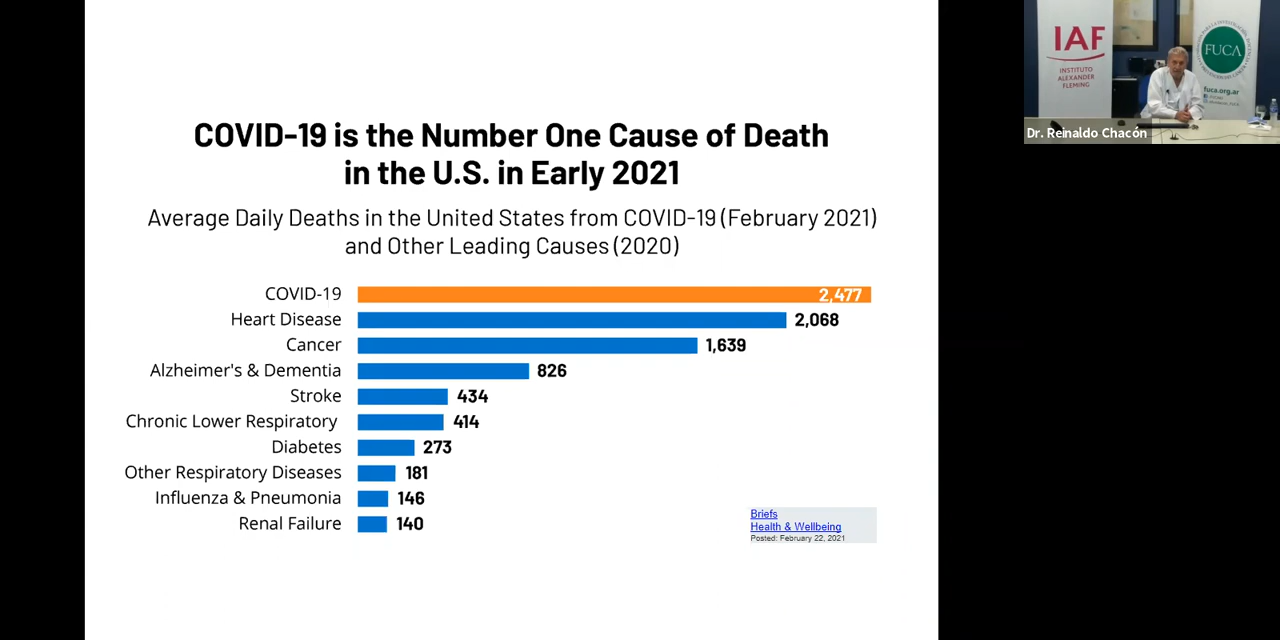 COVID-19 is the Number One Cause of Death
in the U.S. in Early 2021
Average Daily Deaths in the United States from COVID-19 (February 2021)
and Other Leading Causes (2020)
COVID-19 2,477
Heart Disease 2,068
Cancer 1,639
Alzheimer's & Dementia 826
Stroke 434
Chronic Lower Respiratory 414
Diabetes 273
Other Respiratory Diseases 181
Influenza & Pneumonia 146
Renal Failure 140
Briefs
Health & Wellbeing
Posted: February 22, 2021
IAF
INSTITUTO
ALEXANDER
FLEMING
FUCA
fuca.org.ar
Dr. Reinaldo Chacón